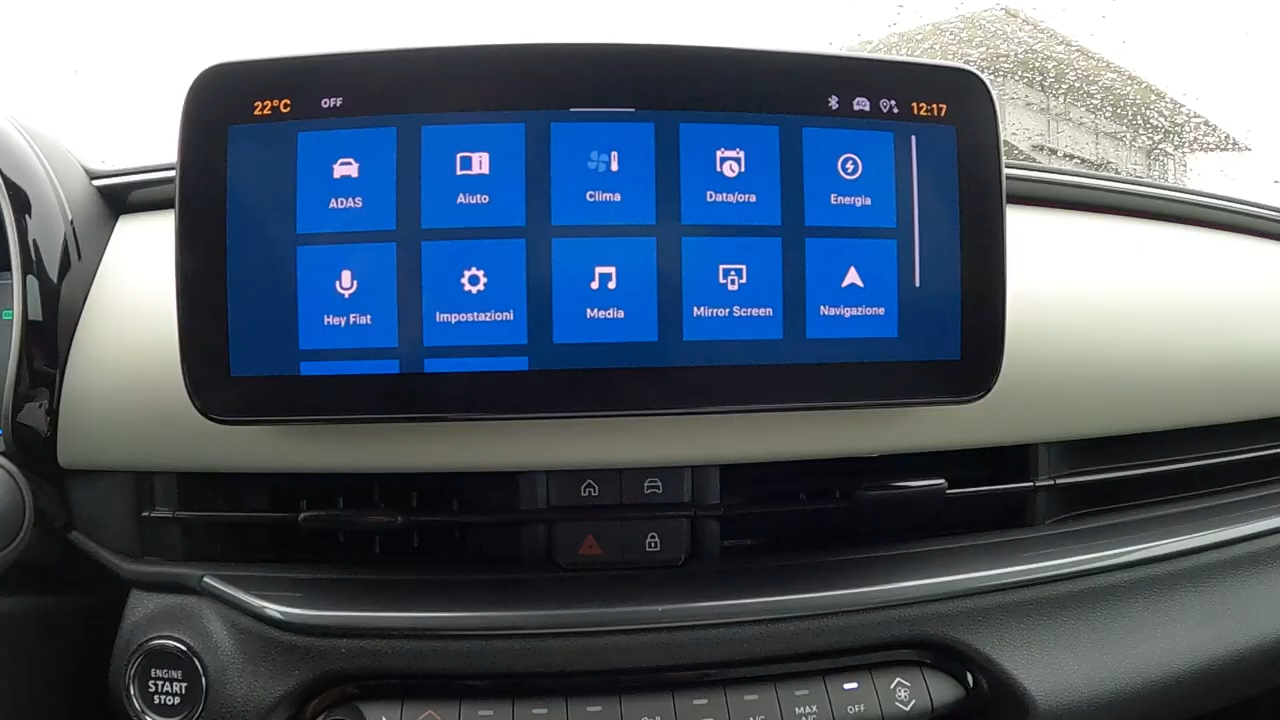 22°C OFF 12:17
ADAS Aiuto Clima Data/ora Energia
Hey Fiat Impostazioni Media Mirror Screen Navigazione
ENGINE
START
STOP
A/C
MAX
A/C
OFF